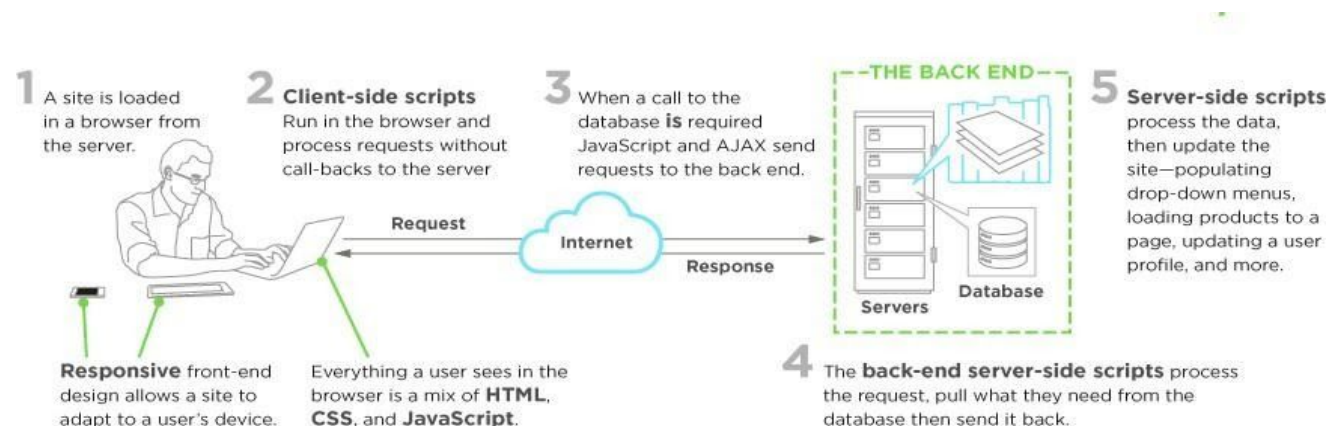 1 A site is loaded
in a browser from
the server.
2 Client-side scripts
Run in the browser and
process requests without
call-backs to the server
3 When a call to the
database is required
JavaScript and AJAX send
requests to the back end.
THE BACK END
5 Server-side scripts
process the data,
then update the
site—populating
drop-down menus,
loading products to a
page, updating a user
profile, and more.
Request
Internet
Response
Servers
Database
Responsive front-end
design allows a site to
adapt to a user's device.
Everything a user sees in the
browser is a mix of HTML,
CSS, and JavaScript.
4 The back-end server-side scripts process
the request, pull what they need from the
database then send it back.